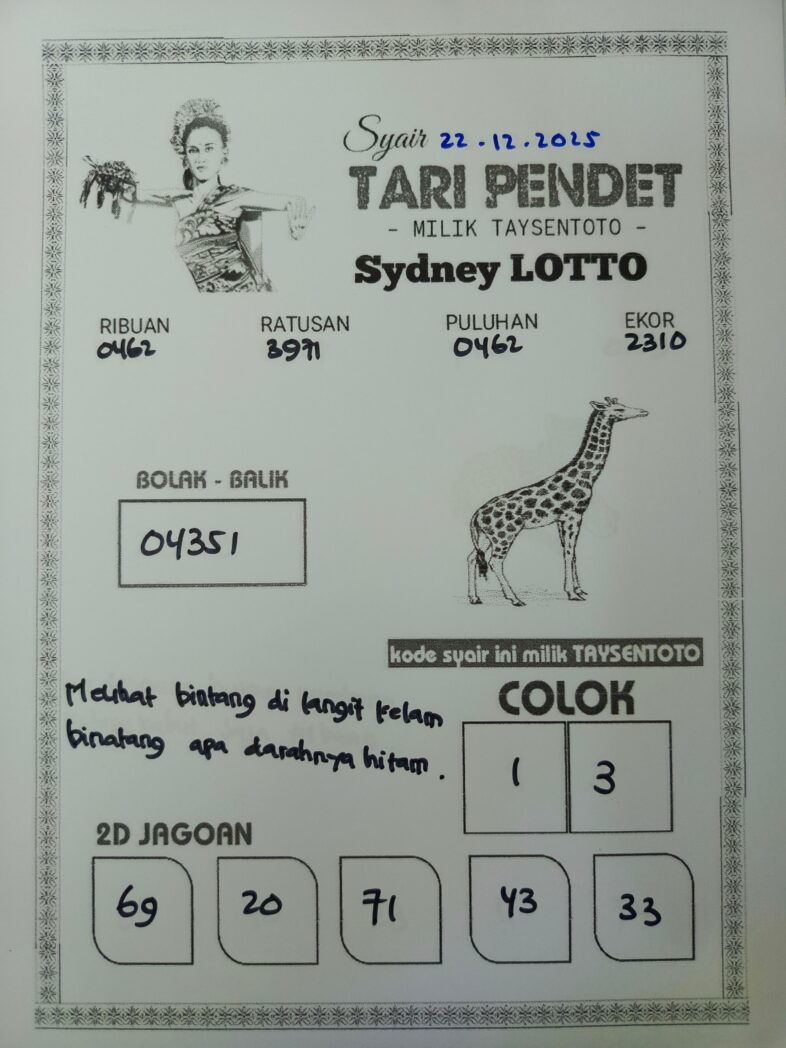 Syair 22.12.2025
TARI PENDET
- MILIK TAYSENTOTO -
Sydney LOTTO
RIBUAN RATUSAN PULUHAN EKOR
0462 3971 0462 2310
BOLAK - BALIK
04351
kode syair ini milik TAYSENTOTO
Melihat bintang di langit kelam
binatang apa darahnya hitam.
COLOK
1 3
2D JAGOAN
69 20 71 43 33